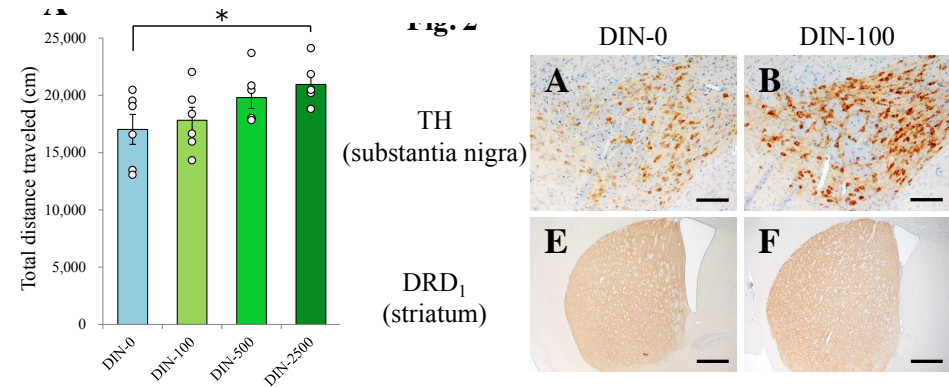 A
*
Fig. 2
Total distance traveled (cm)
25,000
20,000
15,000
10,000
5,000
0
DIN-0
DIN-100
DIN-500
DIN-2500
DIN-0
DIN-100
TH
(substantia nigra)
A
B
DRD1
(striatum)
E
F